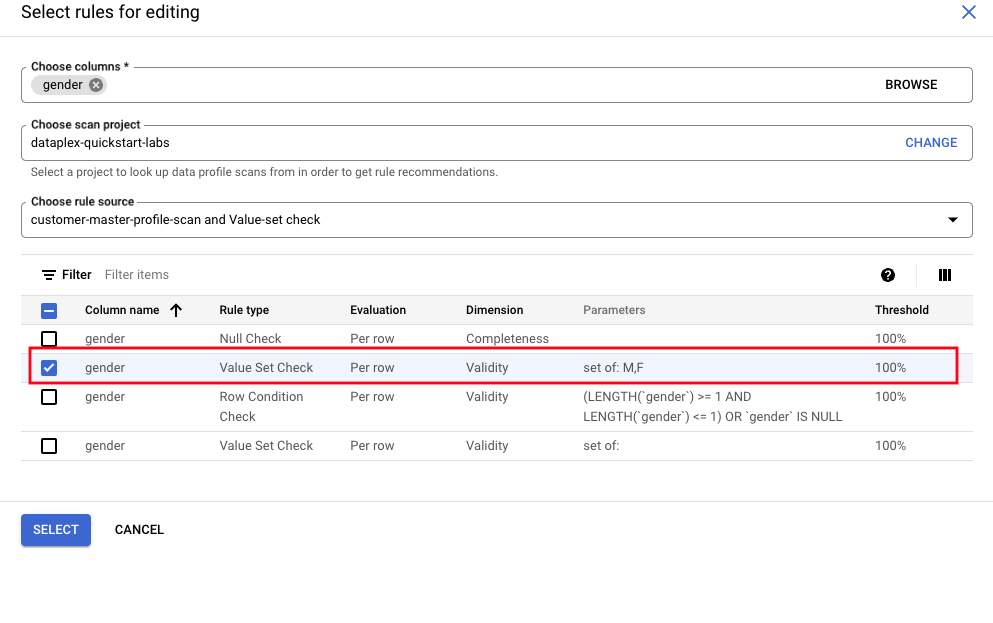 Select rules for editing
Choose columns *
gender
BROWSE
Choose scan project
dataplex-quickstart-labs
CHANGE
Select a project to look up data profile scans from in order to get rule recommendations.
Choose rule source
customer-master-profile-scan and Value-set check
Filter Filter items
Column name Rule type Evaluation Dimension Parameters Threshold
gender Null Check Per row Completeness 100%
gender Value Set Check Per row Validity set of: M,F 100%
gender Row Condition Per row Validity (LENGTH(`gender`) >= 1 AND 100%
Check LENGTH(`gender`) <= 1) OR `gender` IS NULL
gender Value Set Check Per row Validity set of: 100%
SELECT CANCEL